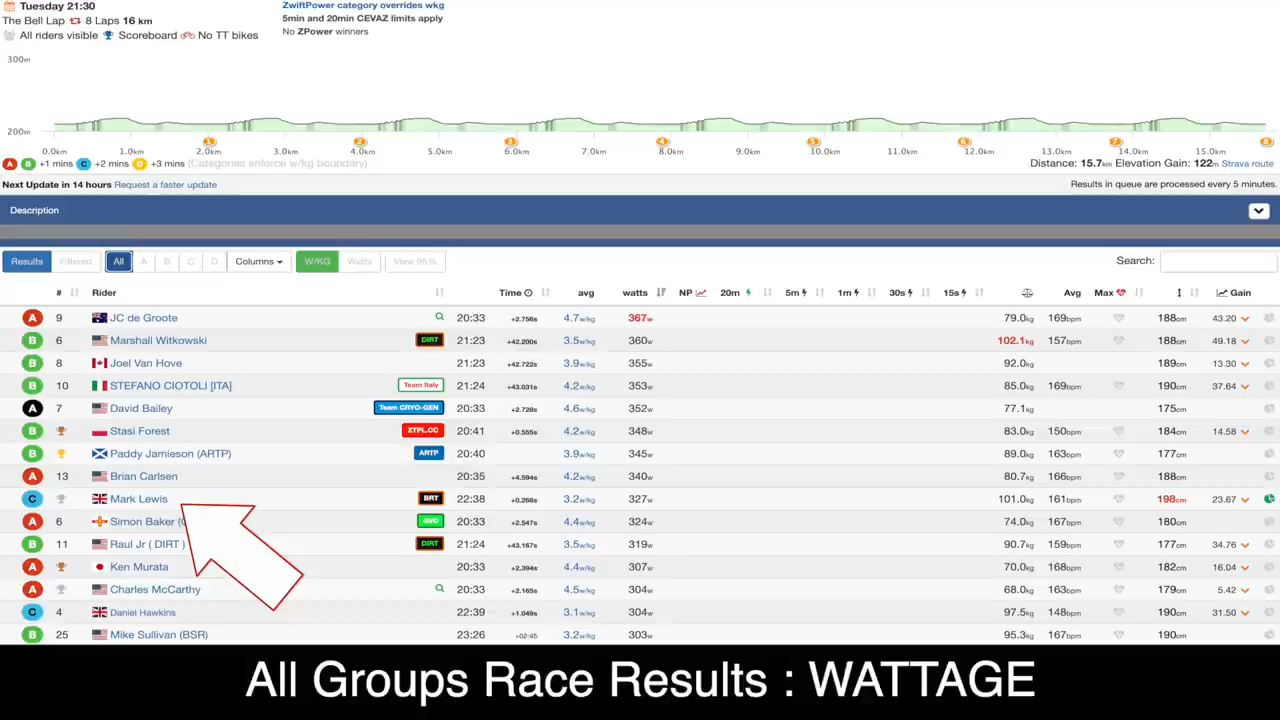 Tuesday 21:30
The Bell Lap 8 Laps 16 km
All riders visible Scoreboard No TT bikes
ZwiftPower category overrides wkg
5min and 20min CEVAZ limits apply
No ZPower winners
300m
200m
1 2 3 4 5 6 7 8
0.0km 1.0km 2.0km 3.0km 4.0km 5.0km 6.0km 7.0km 8.0km 9.0km 10.0km 11.0km 12.0km 13.0km 14.0km 15.0km
A B +1 mins C +2 mins D +3 mins (Categories enforce w/kg boundary)
Distance: 15.7km Elevation Gain: 122m Strava route
Next Update in 14 hours Request a faster update
Results in queue are processed every 5 minutes.
Description
Results Filtered All A B C D Columns W/KG Watts View 95% Search:
# Rider Time avg watts NP 20m 5m 1m 30s 15s Avg Max Gain
A 9 JC de Groote 20:33 +2.756s 4.7w/kg 367w 79.0kg 169bpm 188cm 43.20
B 6 Marshall Witkowski DIRT 21:23 +42.200s 3.5w/kg 360w 102.1kg 157bpm 188cm 49.18
B 8 Joel Van Hove 21:23 +42.722s 3.9w/kg 355w 92.0kg 189cm 13.30
B 10 STEFANO CIOTOLI [ITA] Team Italy 21:24 +43.031s 4.2w/kg 353w 85.0kg 169bpm 190cm 37.64
A 7 David Bailey Team CRYO-GEN 20:33 +2.728s 4.6w/kg 352w 77.1kg 175cm
B Stasi Forest ZTPL.CC 20:41 +0.555s 4.2w/kg 348w 83.0kg 150bpm 184cm 14.58
B Paddy Jamieson (ARTP) ARTP 20:40 3.9w/kg 345w 89.0kg 163bpm 177cm
A 13 Brian Carlsen 20:35 +4.594s 4.2w/kg 340w 80.7kg 166bpm 188cm
C Mark Lewis BRT 22:38 +0.266s 3.2w/kg 327w 101.0kg 161bpm 198cm 23.67
A 6 Simon Baker GVC 20:33 +2.547s 4.4w/kg 324w 74.0kg 167bpm 180cm
B 11 Raul Jr ( DIRT ) DIRT 21:24 +43.167s 3.5w/kg 319w 90.7kg 159bpm 177cm 34.76
A Ken Murata 20:33 +2.394s 4.4w/kg 307w 70.0kg 168bpm 182cm 16.04
A Charles McCarthy 20:33 +2.165s 4.5w/kg 304w 68.0kg 163bpm 179cm 5.42
C 4 Daniel Hawkins 22:39 +1.049s 3.1w/kg 304w 97.5kg 148bpm 190cm 31.50
B 25 Mike Sullivan (BSR) 23:26 +02:45 3.2w/kg 303w 95.3kg 167bpm 190cm
All Groups Race Results : WATTAGE